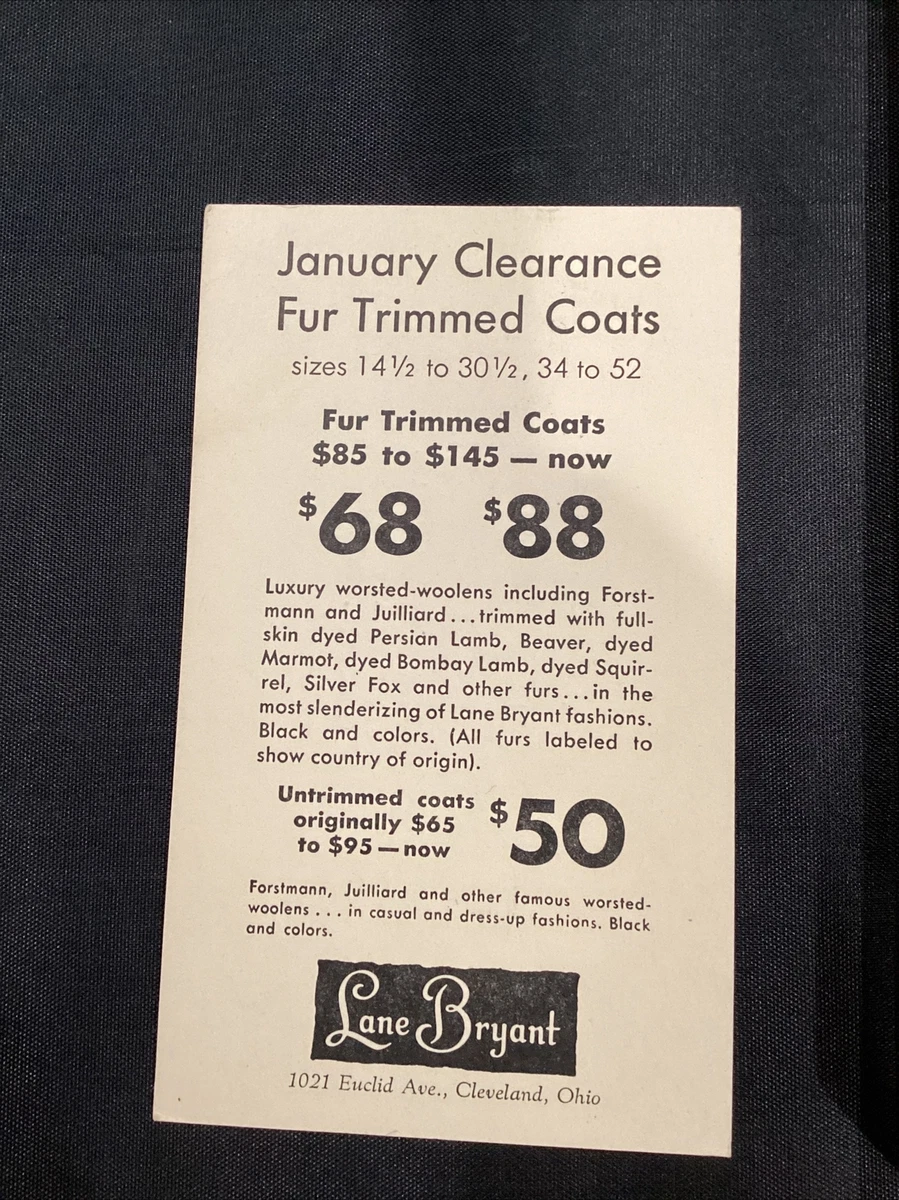 January Clearance
Fur Trimmed Coats
sizes 14½ to 30½, 34 to 52
Fur Trimmed Coats
$85 to $145 — now
$68 $88
Luxury worsted-woolens including Forst-
mann and Juilliard...trimmed with full-
skin dyed Persian Lamb, Beaver, dyed
Marmot, dyed Bombay Lamb, dyed Squir-
rel, Silver Fox and other furs...in the
most slenderizing of Lane Bryant fashions.
Black and colors. (All furs labeled to
show country of origin).
Untrimmed coats
originally $65
to $95—now
$50
Forstmann, Juilliard and other famous worsted-
woolens . . . in casual and dress-up fashions. Black
and colors.
Lane Bryant
1021 Euclid Ave., Cleveland, Ohio